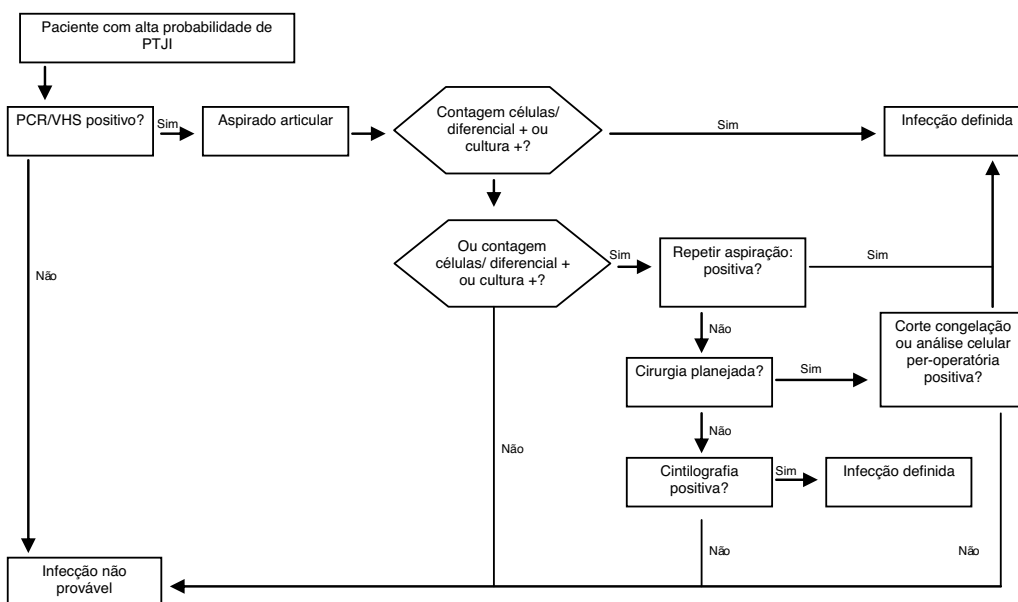 Paciente com alta probabilidade de
PTJI
PCR/VHS positivo?
Sim
Aspirado articular
Contagem células/
diferencial + ou
cultura +?
Sim
Infecção definida
Não
Ou contagem
células/ diferencial +
ou cultura +?
Sim
Repetir aspiração:
positiva?
Sim
Não
Corte congelação
ou análise celular
per-operatória
positiva?
Cirurgia planejada?
Sim
Não
Não
Cintilografia
positiva?
Sim
Infecção definida
Não
Não
Infecção não
provável